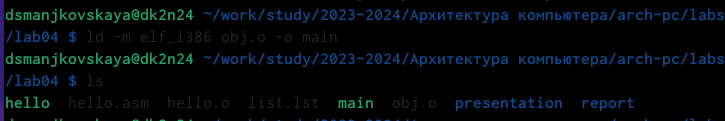 dsmanjkovskaya@dk2n24 ~/work/study/2023-2024/Архитектура компьютера/arch-pc/labs
/lab04 $ ld -m elf_i386 obj.o -o main
dsmanjkovskaya@dk2n24 ~/work/study/2023-2024/Архитектура компьютера/arch-pc/labs
/lab04 $ ls
hello hello.asm hello.o list.lst main obj.o presentation report